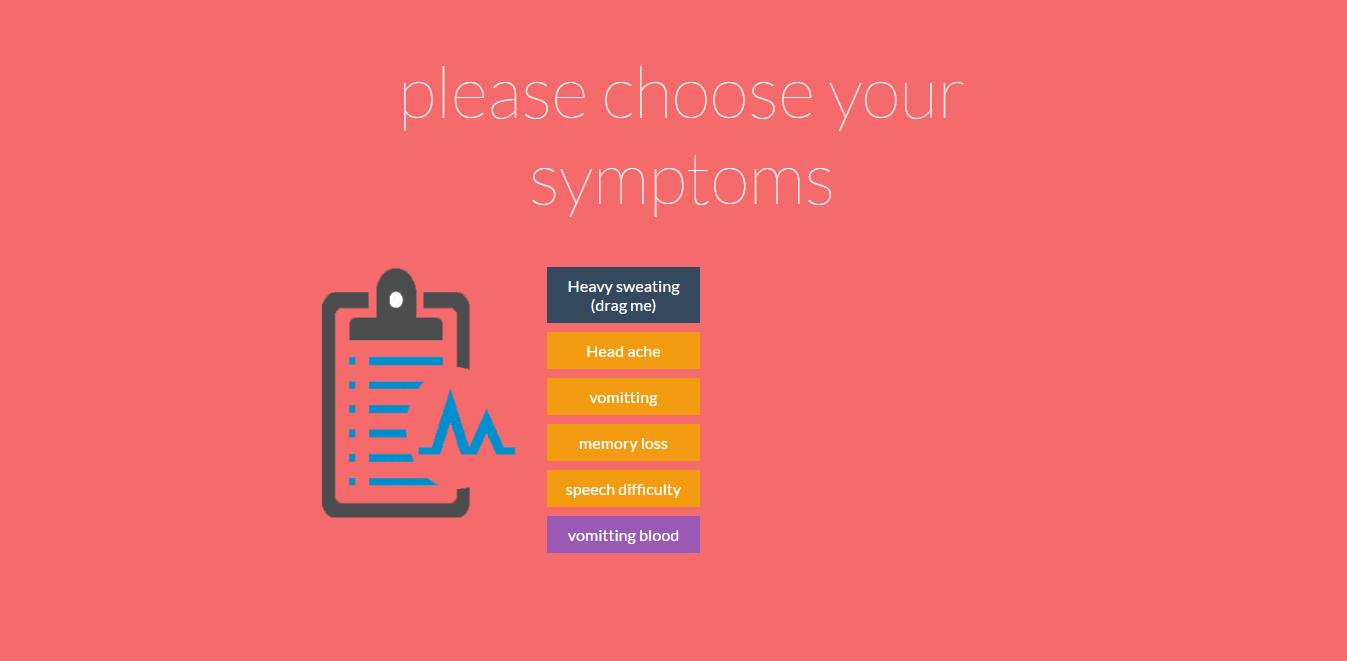 please choose your
symptoms
Heavy sweating
(drag me)
Head ache
vomitting
memory loss
speech difficulty
vomitting blood